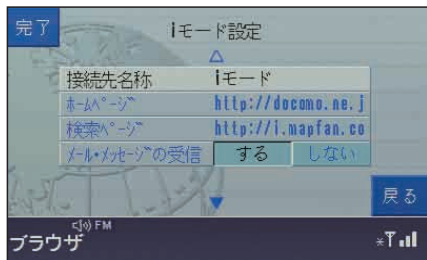 完了
iモード設定
接続先名称 iモード
ホームページ http://docomo.ne.j
検索ページ http://i.mapfan.co
メール・メッセージの受信 する しない
戻る
FM
ブラウザ